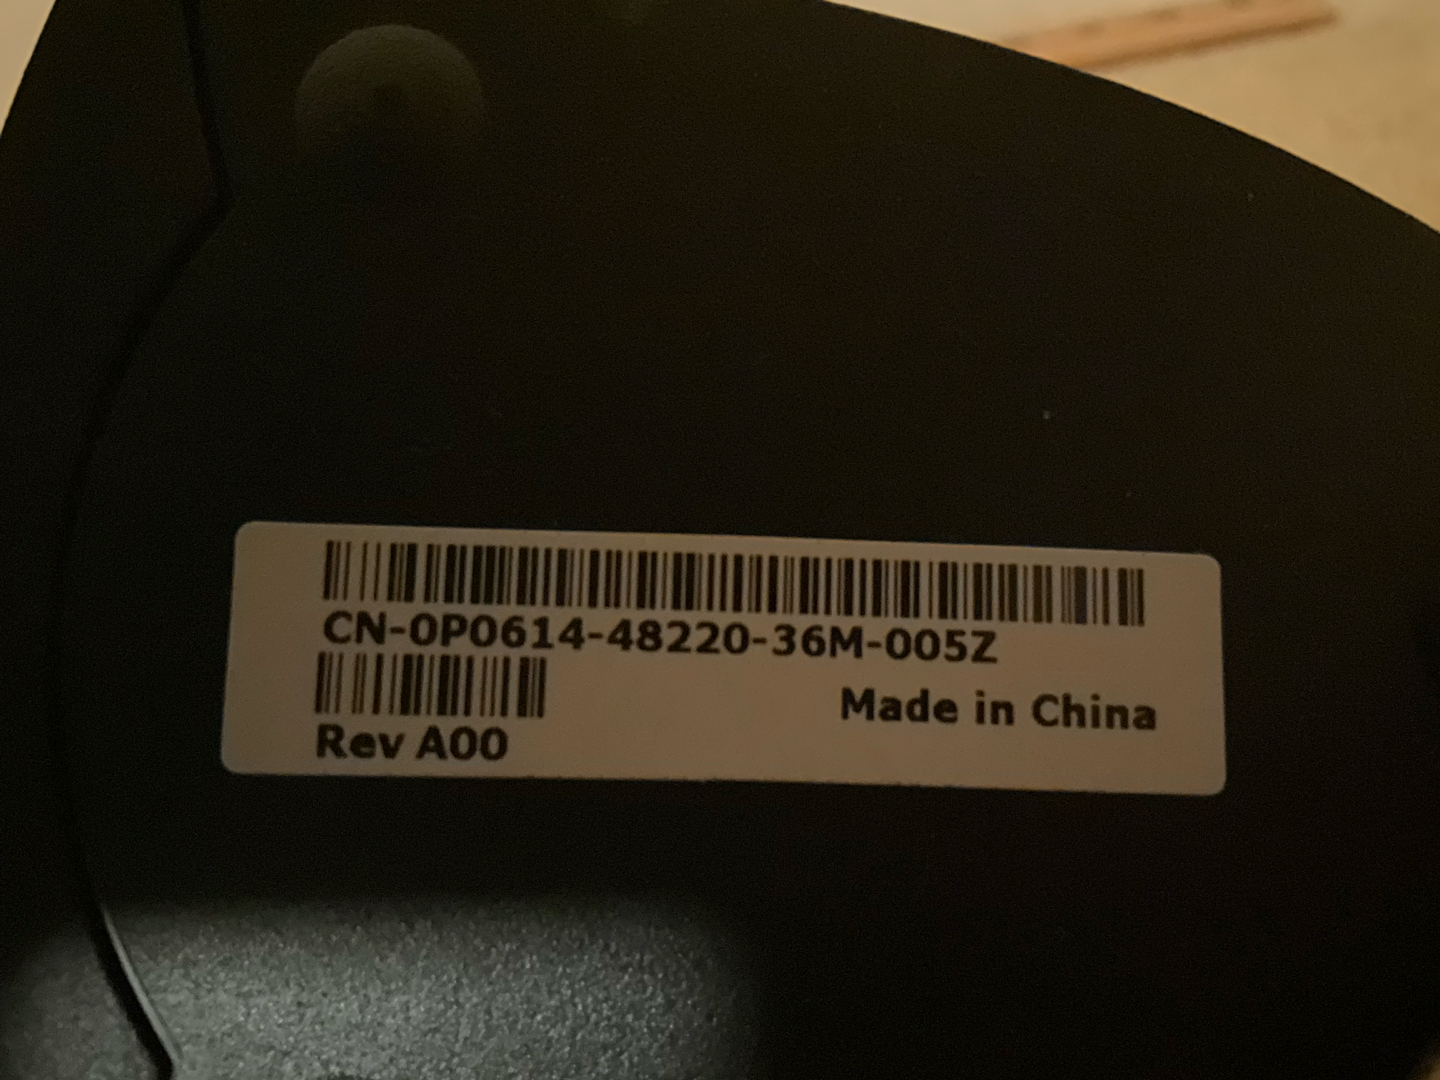 CN-0P0614-48220-36M-005Z
Made in China
Rev A00